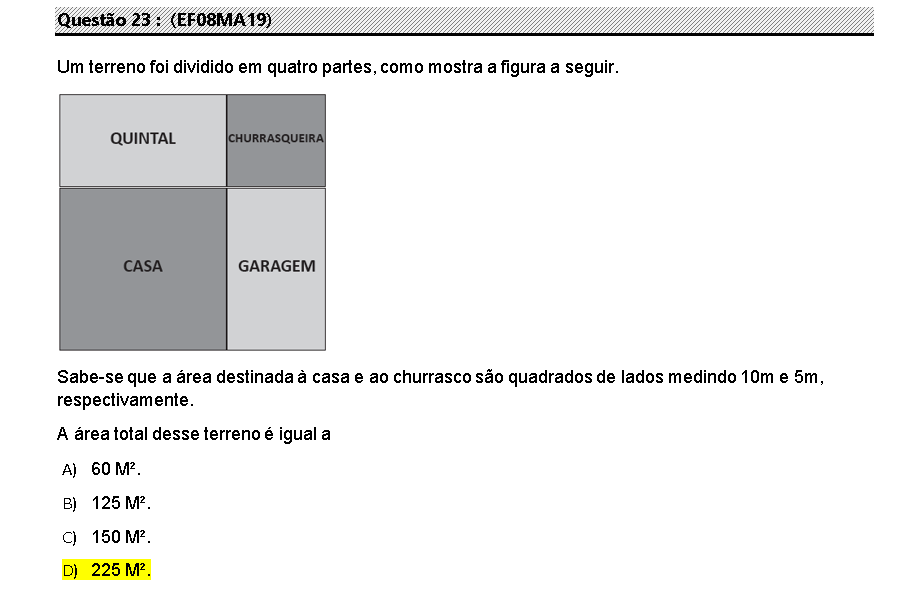 Questão 23 : (EF08MA19)
Um terreno foi dividido em quatro partes, como mostra a figura a seguir.
QUINTAL
CHURRASQUEIRA
CASA
GARAGEM
Sabe-se que a área destinada à casa e ao churrasco são quadrados de lados medindo 10m e 5m,
respectivamente.
A área total desse terreno é igual a
A) 60 M².
B) 125 M².
C) 150 M².
D) 225 M².